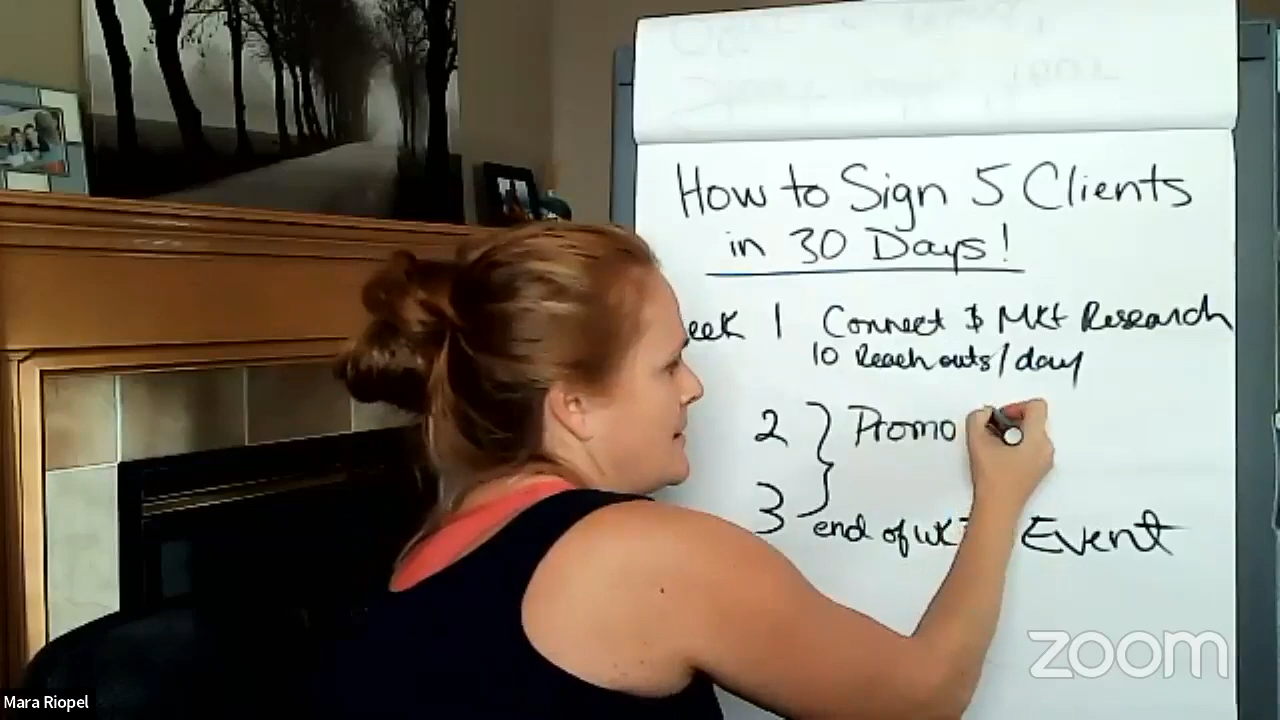 How to Sign 5 Clients
in 30 Days!
eek 1 Connect & Mkt Research
10 Reach outs/day
2 } Promo
3 end of wk Event
zoom
Mara Riopel